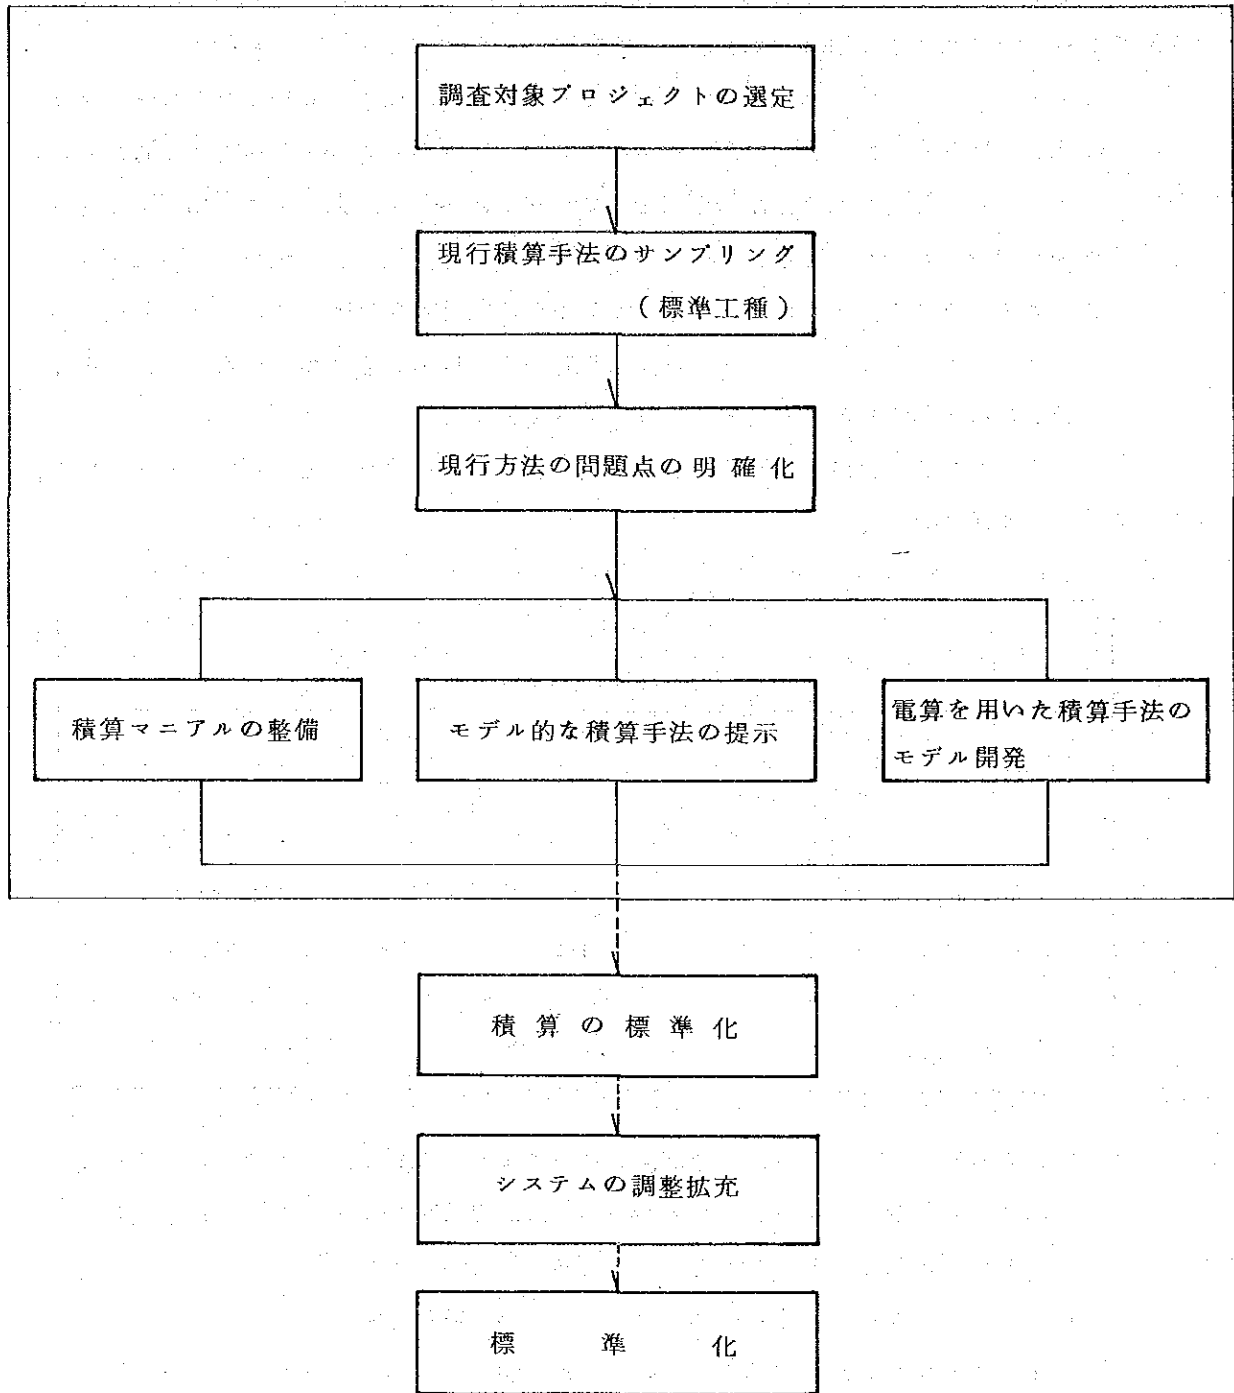 調査対象プロジェクトの選定
現行積算手法のサンプリング
(標準工種)
現行方法の問題点の明確化
積算マニアルの整備
モデル的な積算手法の提示
電算を用いた積算手法の
モデル開発
積算の標準化
システムの調整拡充
標準化